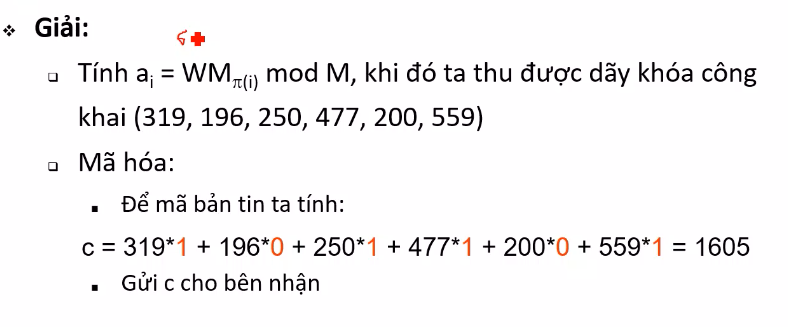 Giải:
Tính aᵢ = WM_π(i) mod M, khi đó ta thu được dãy khóa công
khai (319, 196, 250, 477, 200, 559)
Mã hóa:
Để mã bản tin ta tính:
c = 319*1 + 196*0 + 250*1 + 477*1 + 200*0 + 559*1 = 1605
Gửi c cho bên nhận